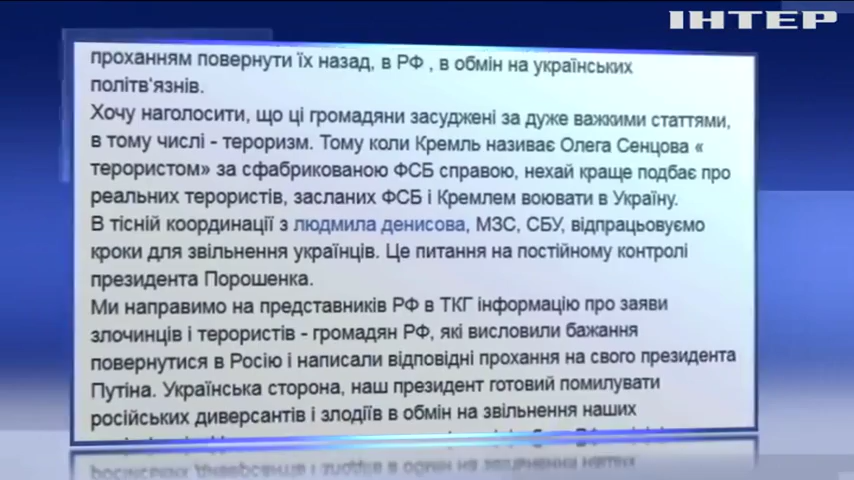 ІНТЕР
проханням повернути їх назад, в РФ , в обмін на українських
політв'язнів.
Хочу наголосити, що ці громадяни засуджені за дуже важкими статтями,
в тому числі - тероризм. Тому коли Кремль називає Олега Сенцова «
терористом» за сфабрикованою ФСБ справою, нехай краще подбає про
реальних терористів, засланих ФСБ і Кремлем воювати в Україну.
В тісній координації з людмила денисова, МЗС, СБУ, відпрацьовуємо
кроки для звільнення українців. Це питання на постійному контролі
президента Порошенка.
Ми направимо на представників РФ в ТКГ інформацію про заяви
злочинців і терористів - громадян РФ, які висловили бажання
повернутися в Росію і написали відповідні прохання на свого президента
Путіна. Українська сторона, наш президент готовий помилувати
російських диверсантів і злодіїв в обмін на звільнення наших